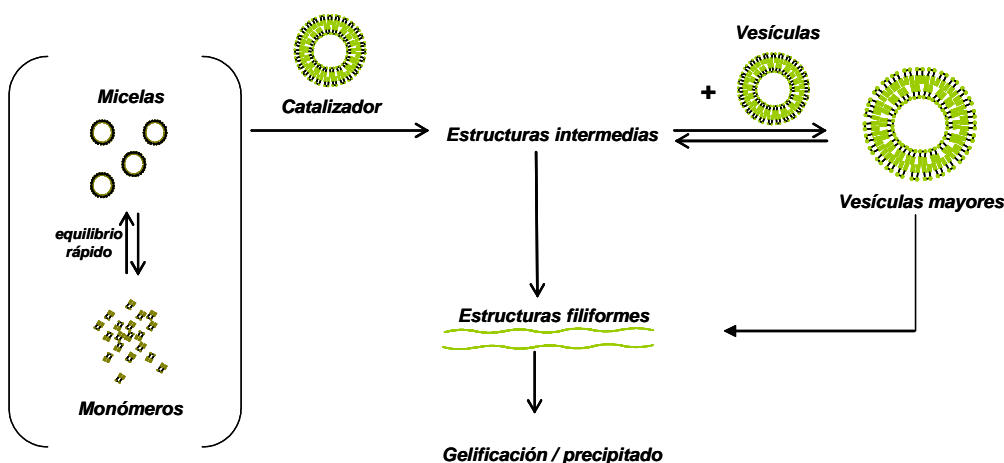 Micelas
equilibrio
rápido
Monómeros
Catalizador
Estructuras intermedias
+
Vesículas
Vesículas mayores
Estructuras filiformes
Gelificación / precipitado